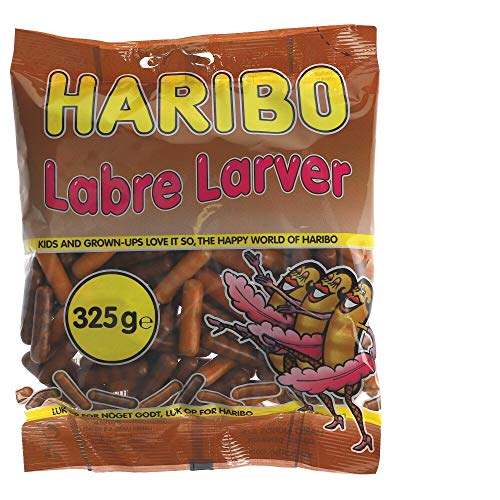 HARIBO
Labre Larver
KIDS AND GROWN-UPS LOVE IT SO, THE HAPPY WORLD OF HARIBO
325g e
LUK OP FOR NOGET GODT, LUK OP FOR HARIBO